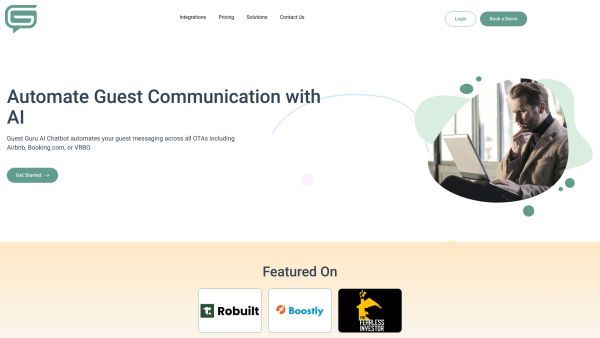 Integrations
Pricing
Solutions
Contact Us
Login
Book a Demo
Automate Guest Communication with
AI
Guest Guru AI Chatbot automates your guest messaging across all OTAs including
Airbnb, Booking.com, or VRBO.
Get Started →
Featured On
Robuilt
Boostly
THE
FEARLESS
INVESTOR